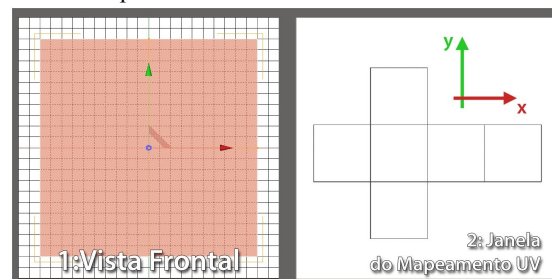 y
x
1:Vista Frontal
2: Janela
do Mapeamento UV